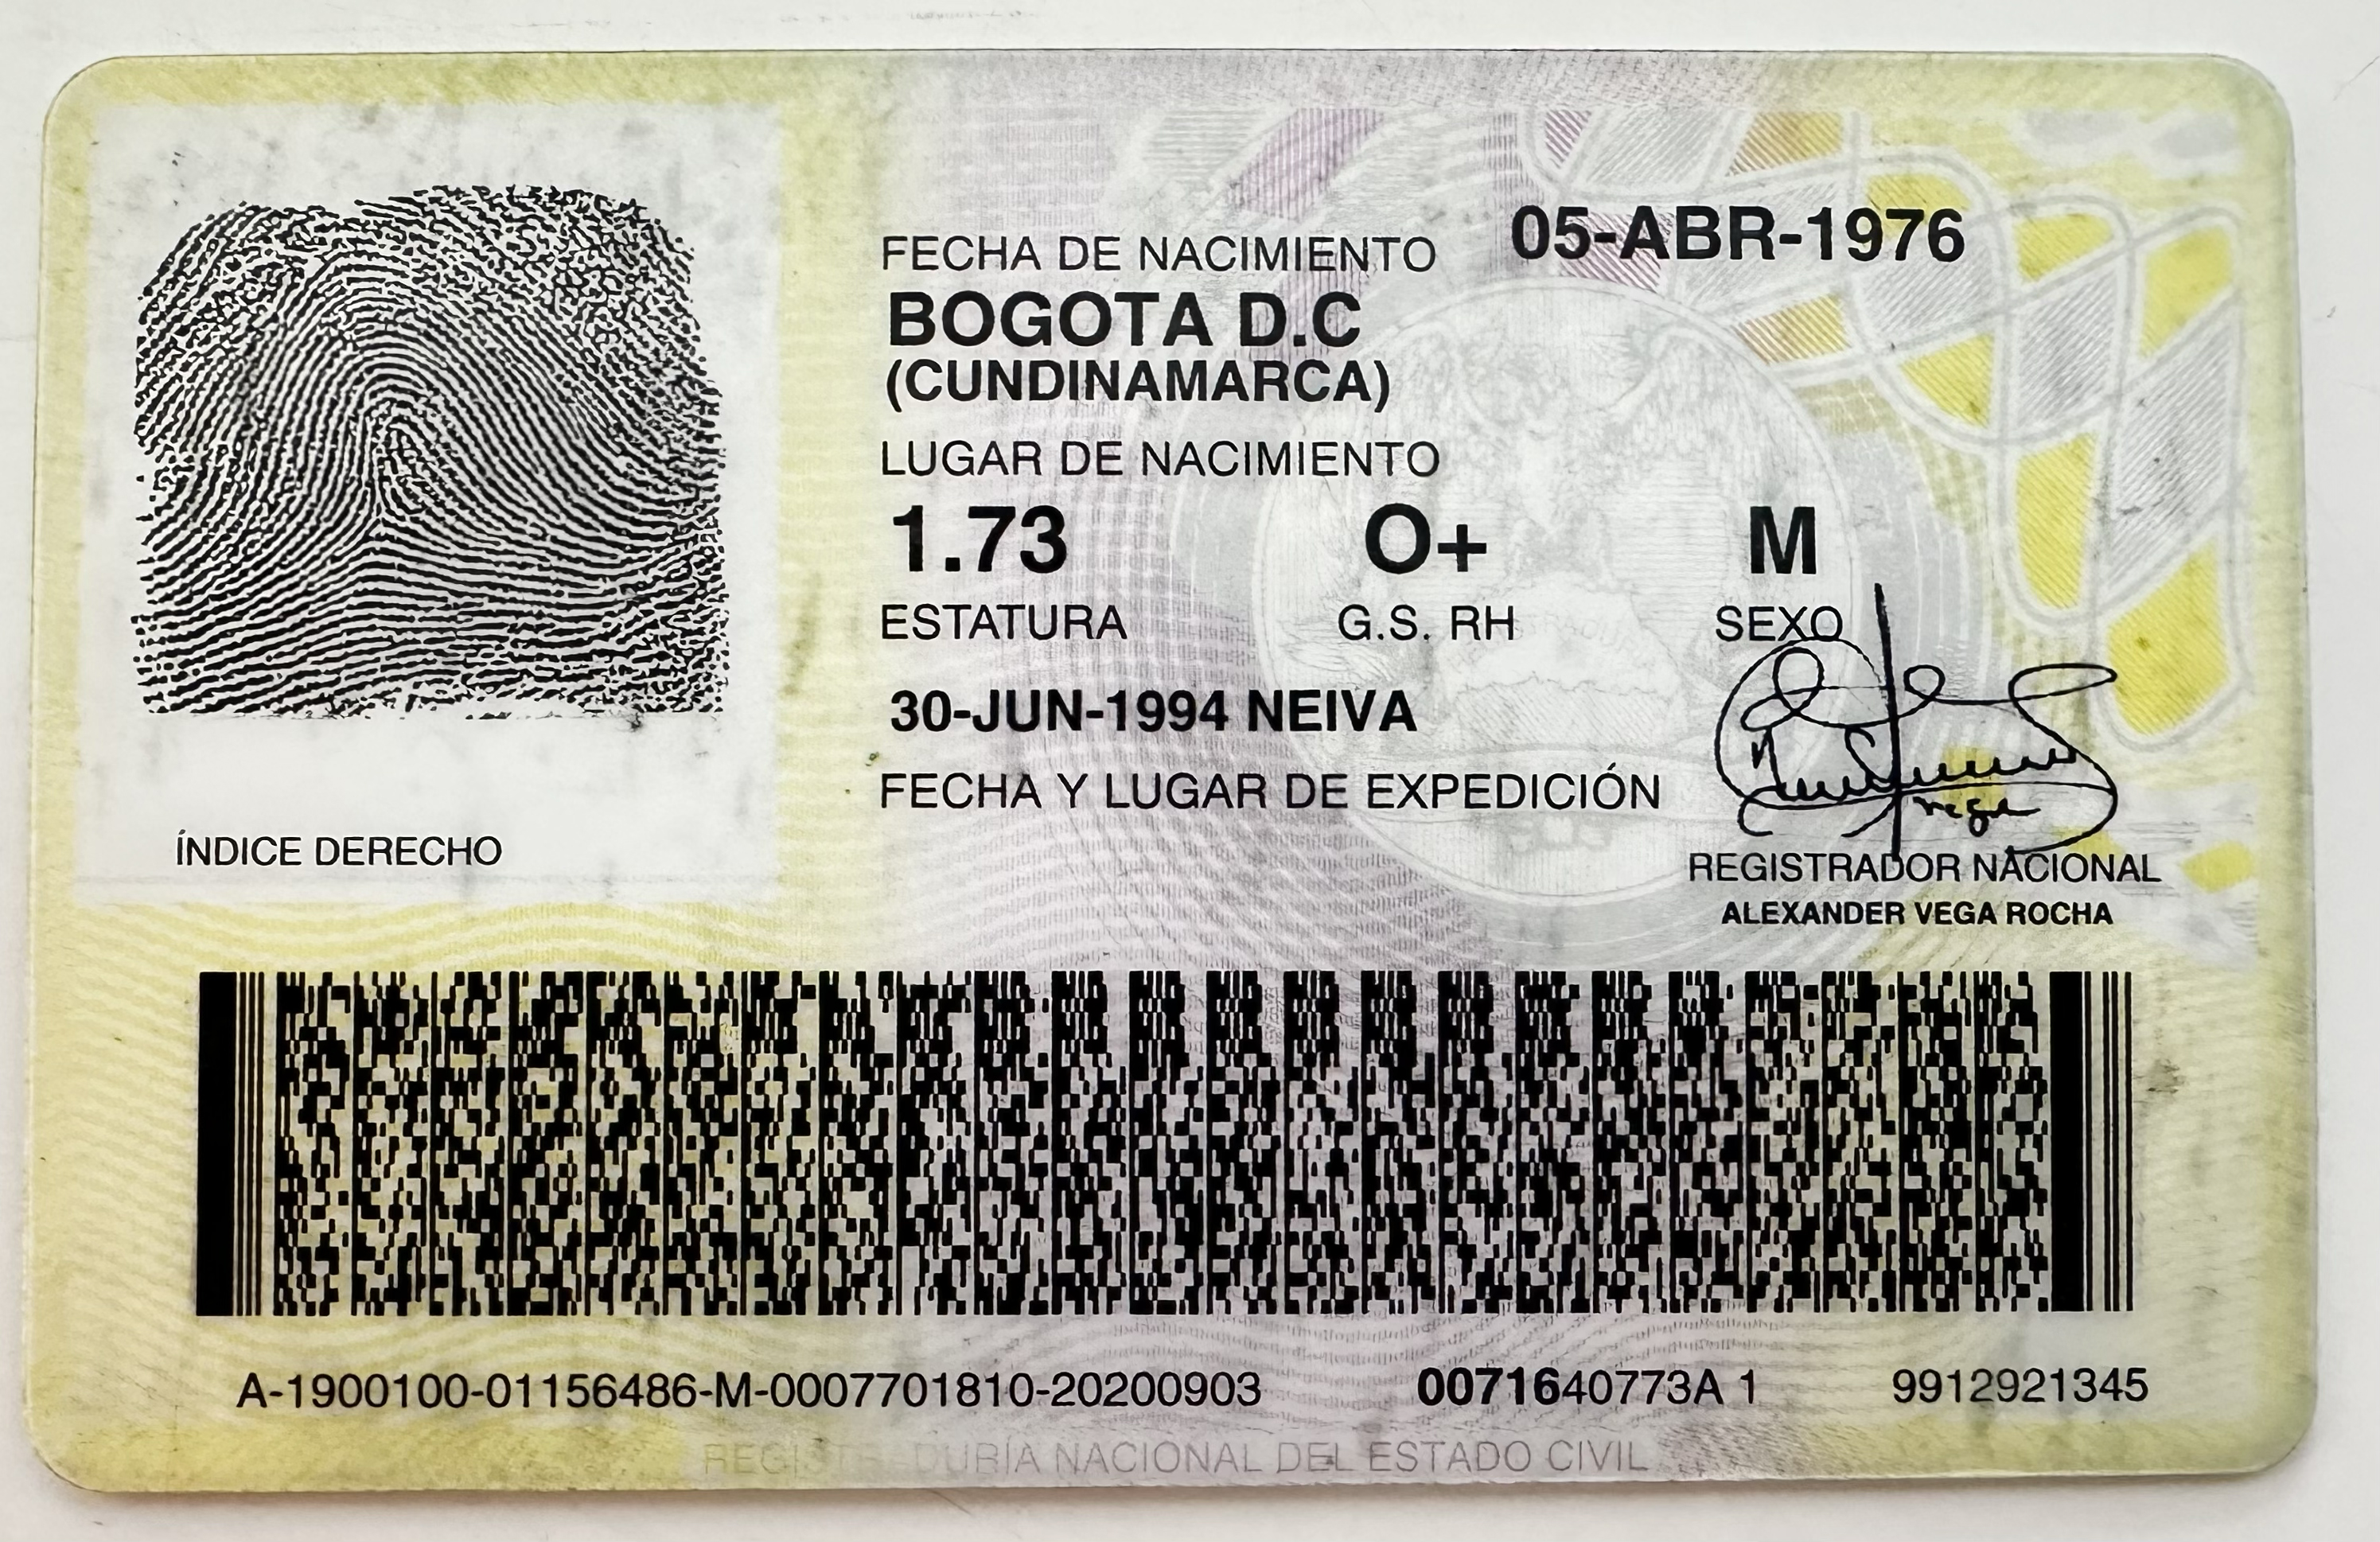 05-ABR-1976
FECHA DE NACIMIENTO
BOGOTA D.C
(CUNDINAMARCA)
LUGAR DE NACIMIENTO
1.73 O+ M
ESTATURA G.S. RH SEXO
30-JUN-1994 NEIVA
FECHA Y LUGAR DE EXPEDICIÓN
ÍNDICE DERECHO
REGISTRADOR NACIONAL
ALEXANDER VEGA ROCHA
A-1900100-01156486-M-0007701810-20200903 0071640773A 1 9912921345
REGISTRADURÍA NACIONAL DEL ESTADO CIVIL